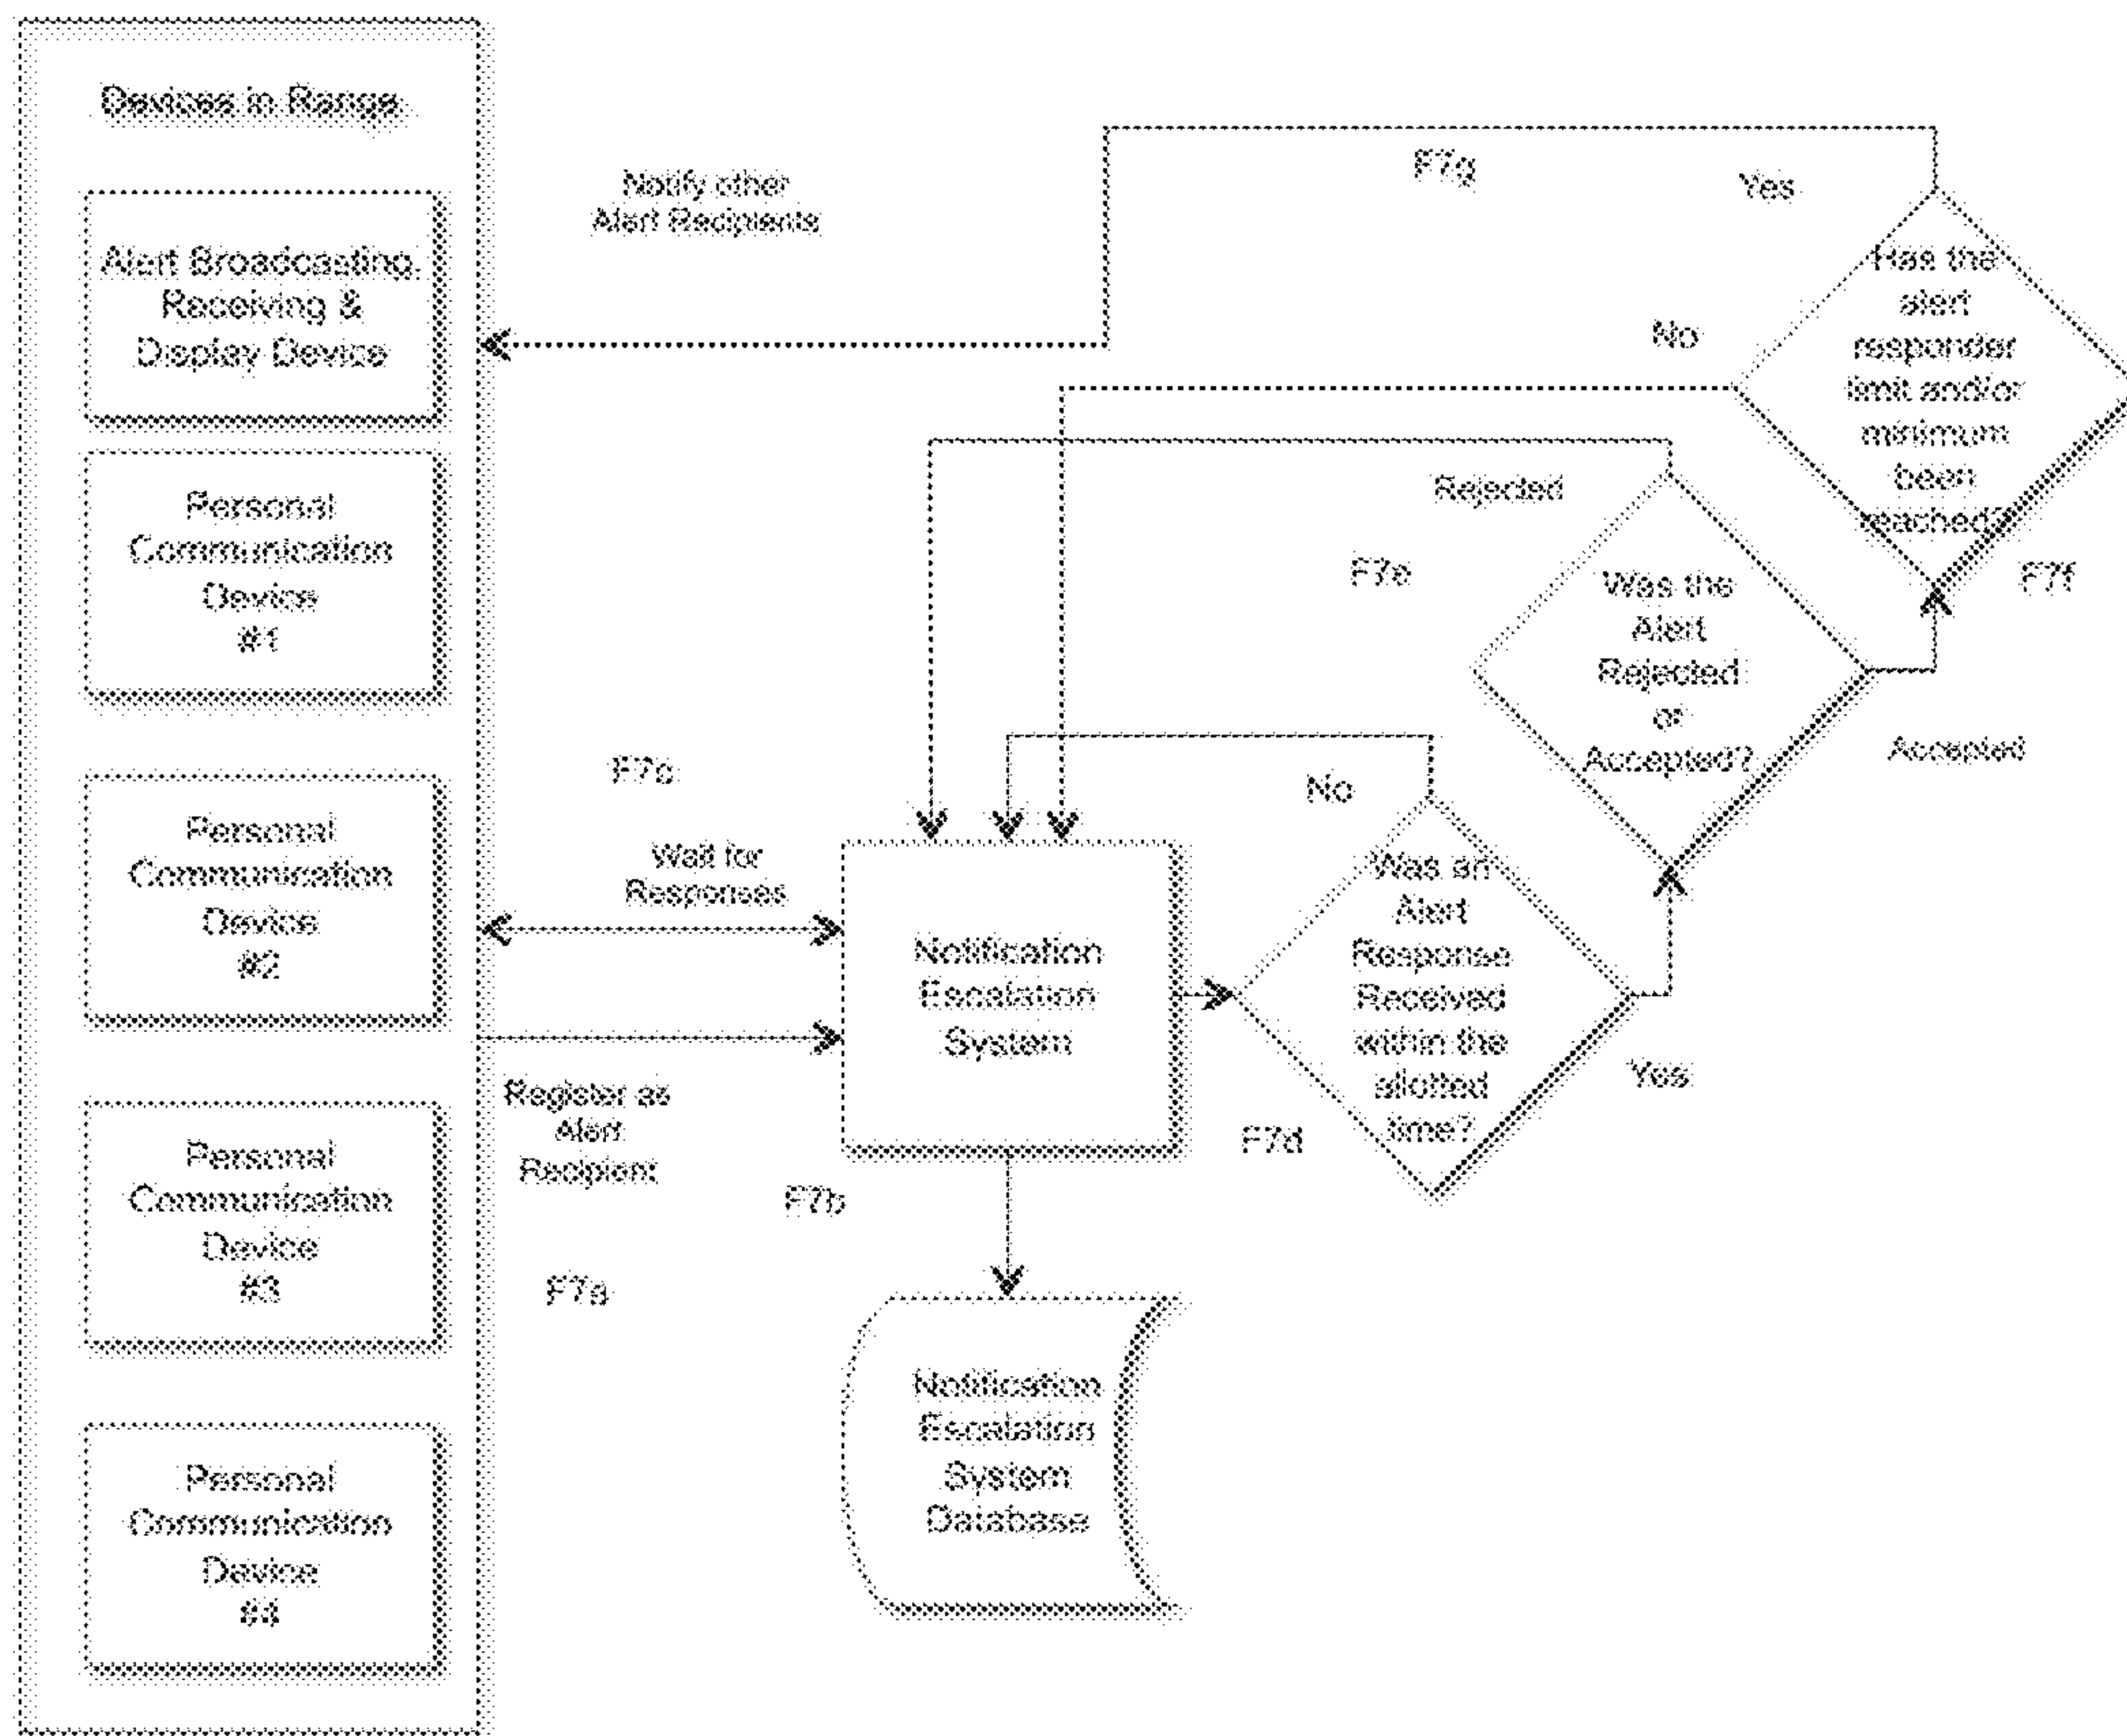 Devices in Range
Alert Broadcasting,
Receiving &
Display Device
Personal
Communication
Device
#1
Personal
Communication
Device
#2
Personal
Communication
Device
#3
Personal
Communication
Device
#4
Notify other
Alert Recipients
F7g
Yes
No
Has the
alert
responder
limit and/or
minimum
been
reached?
F7f
Rejected
F7e
Was the
Alert
Rejected
or
Accepted?
Accepted
F7c
Wait for
Responses
No
Was an
Alert
Response
Received
within the
allotted
time?
Yes
F7d
Notification
Escalation
System
Register as
Alert
Recipient
F7a
F7b
Notification
Escalation
System
Database